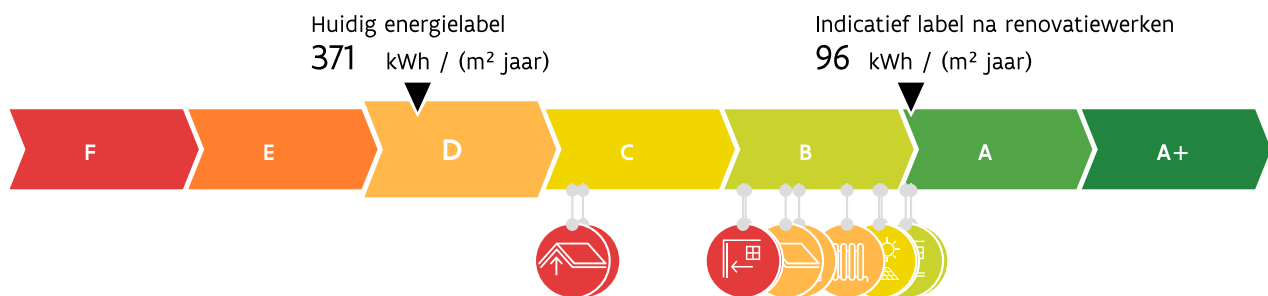 Huidig energielabel
371 kWh / (m² jaar)
Indicatief label na renovatiewerken
96 kWh / (m² jaar)
F E D C B A A+